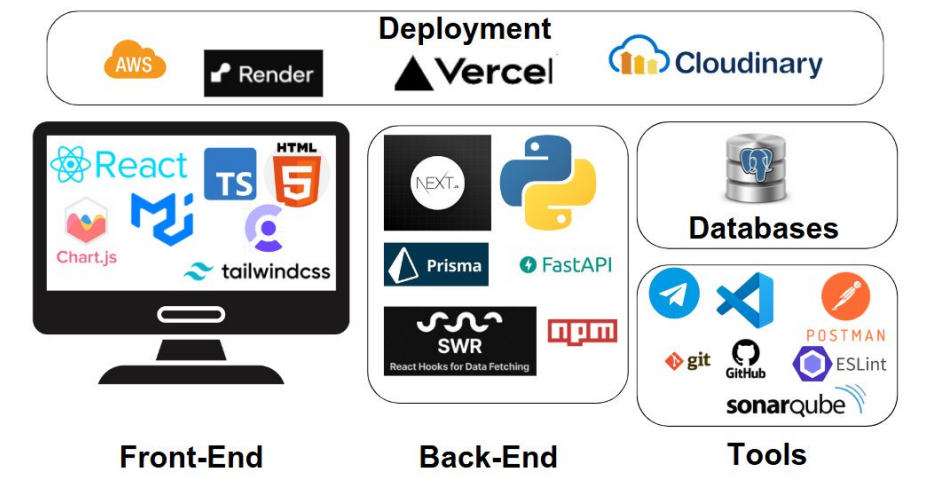 Deployment
AWS
Render
Vercel
Cloudinary
React
TS
HTML
5
Chart.js
tailwindcss
NEXT.JS
Prisma
FastAPI
SWR
React Hooks for Data Fetching
npm
Databases
POSTMAN
git
GitHub
ESLint
sonarqube
Front-End
Back-End
Tools